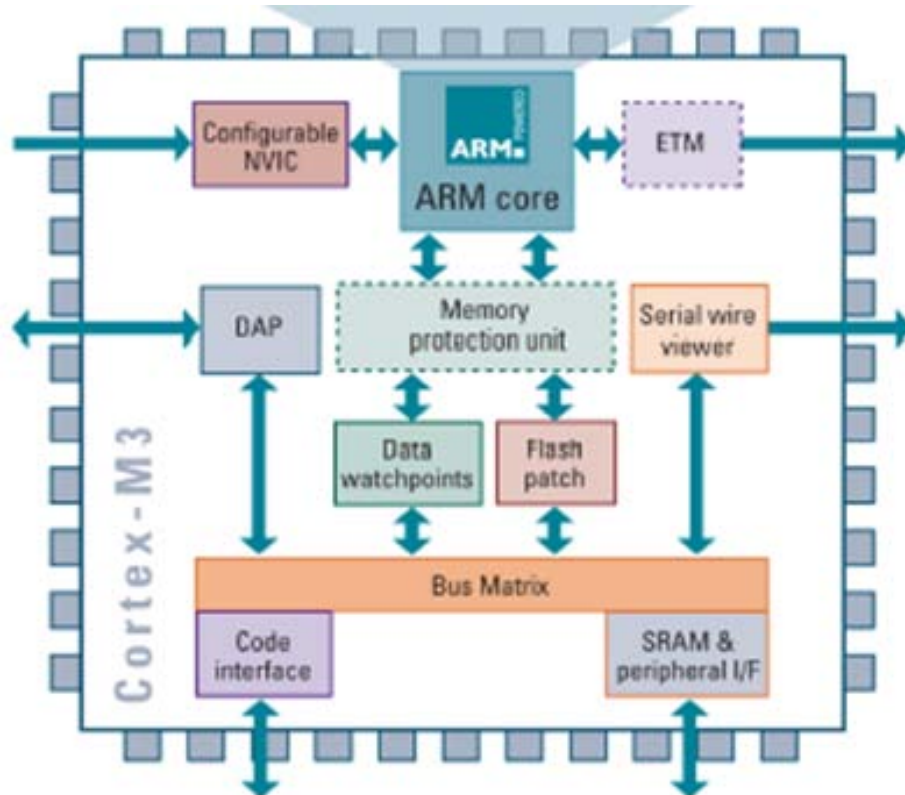 Configurable
NVIC
ARM
POWERED
ARM core
ETM
DAP
Memory
protection unit
Serial wire
viewer
Data
watchpoints
Flash
patch
Cortex-M3
Bus Matrix
Code
interface
SRAM &
peripheral I/F